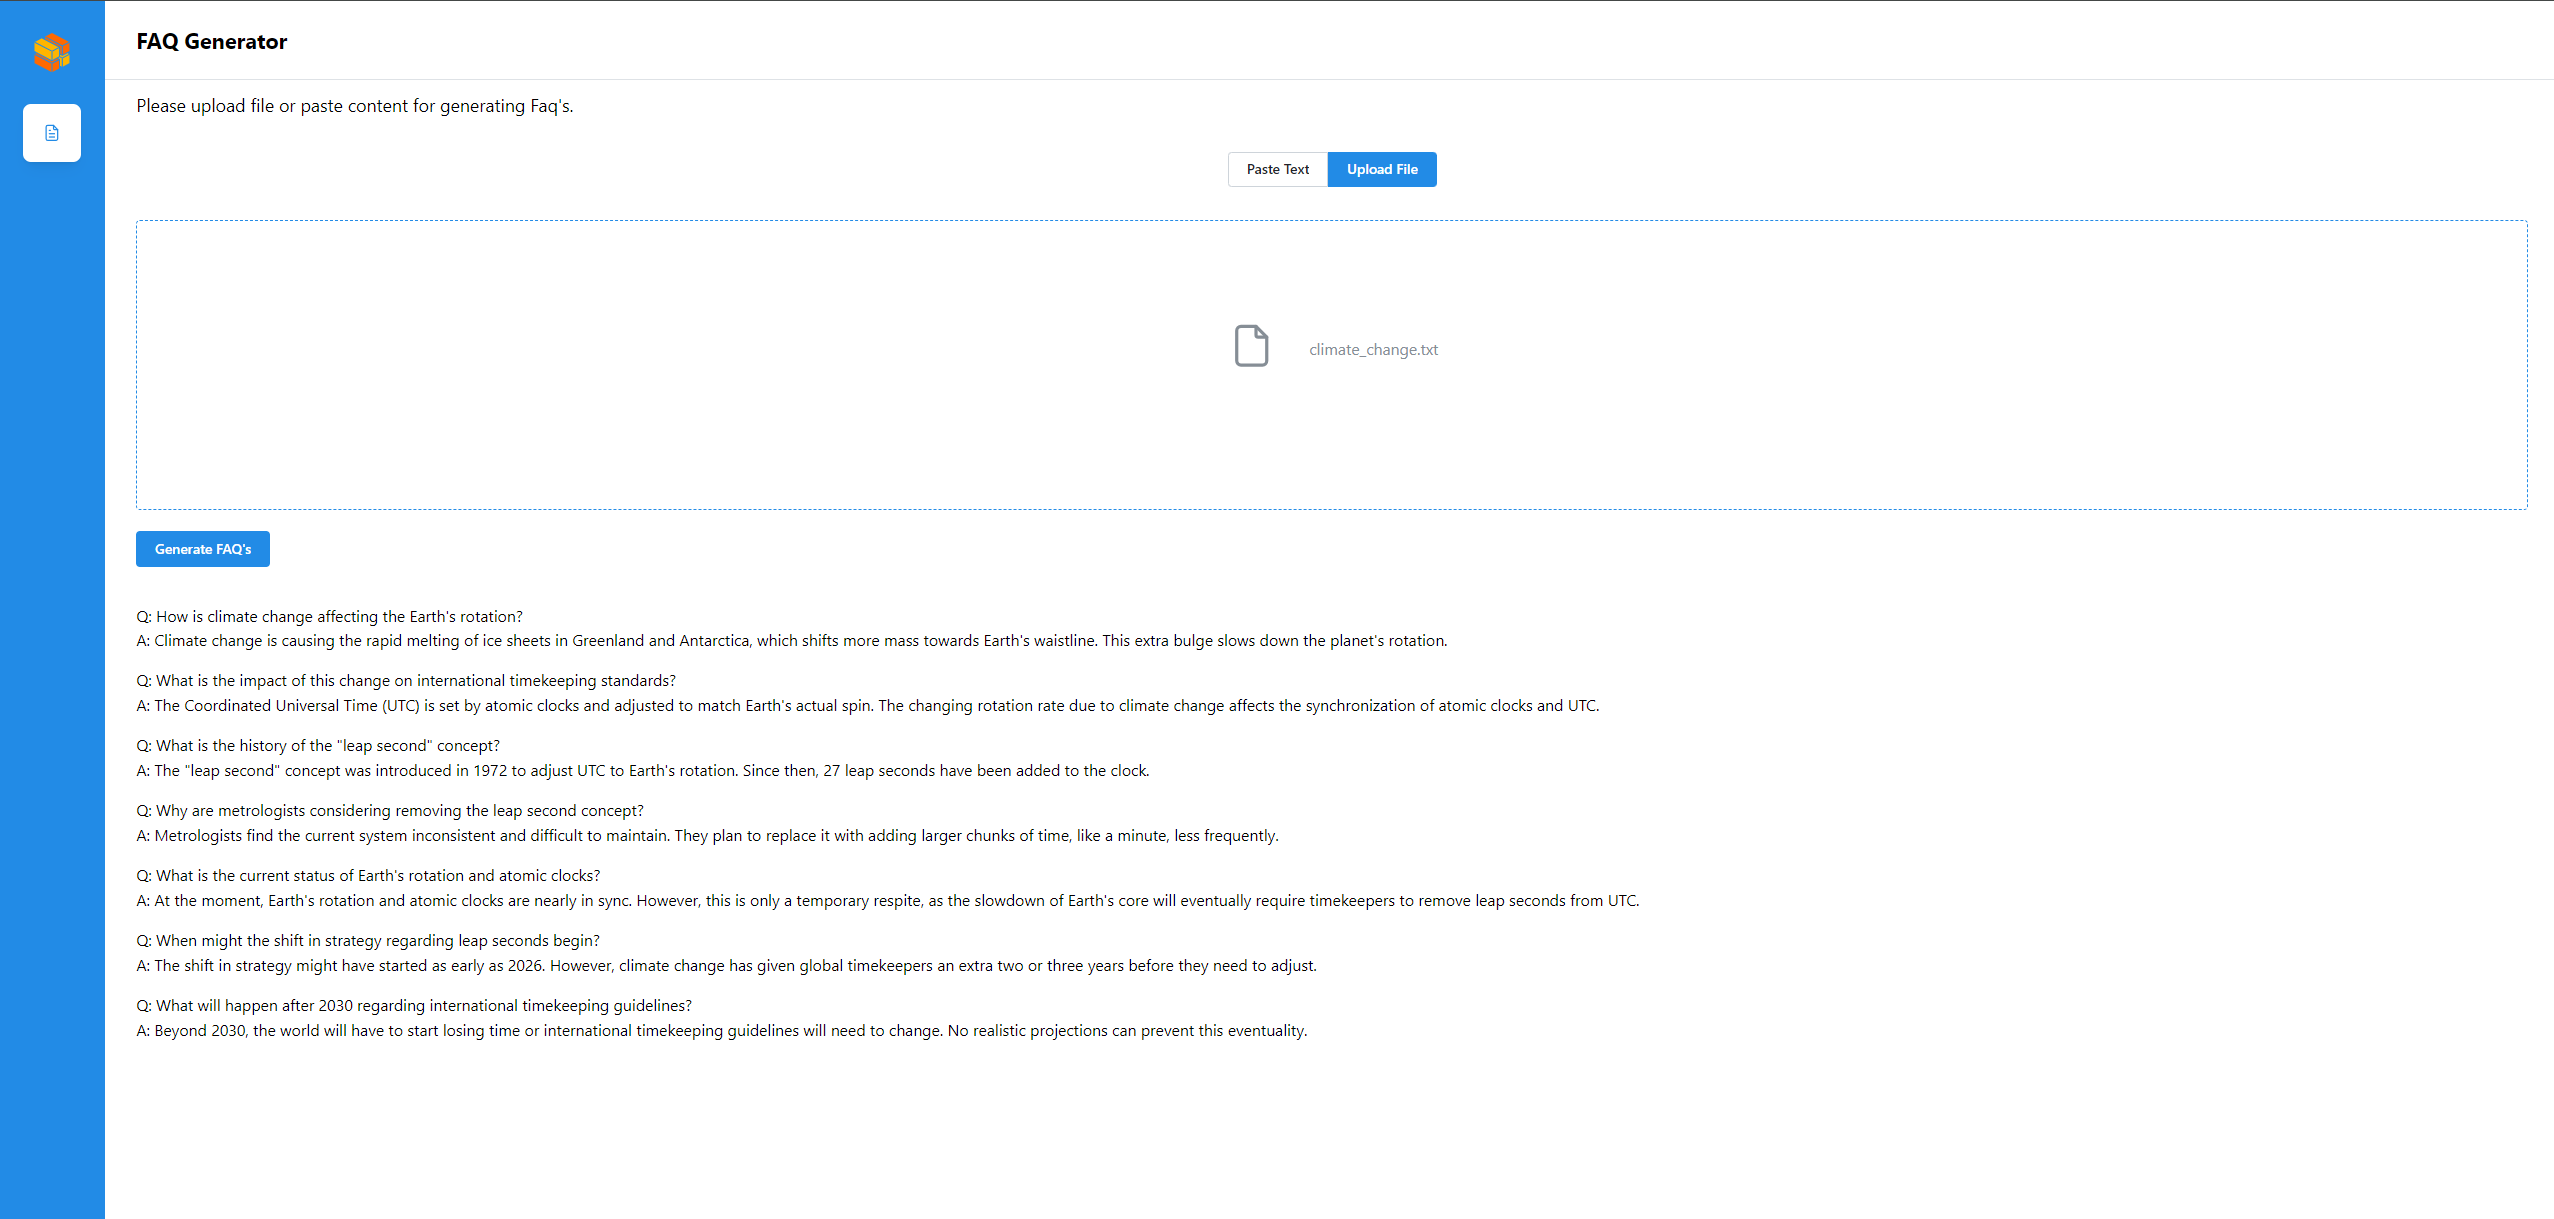 FAQ Generator
Please upload file or paste content for generating Faq's.
Paste Text
Upload File
climate_change.txt
Generate FAQ's
Q: How is climate change affecting the Earth's rotation?
A: Climate change is causing the rapid melting of ice sheets in Greenland and Antarctica, which shifts more mass towards Earth's waistline. This extra bulge slows down the planet's rotation.
Q: What is the impact of this change on international timekeeping standards?
A: The Coordinated Universal Time (UTC) is set by atomic clocks and adjusted to match Earth's actual spin. The changing rotation rate due to climate change affects the synchronization of atomic clocks and UTC.
Q: What is the history of the "leap second" concept?
A: The "leap second" concept was introduced in 1972 to adjust UTC to Earth's rotation. Since then, 27 leap seconds have been added to the clock.
Q: Why are metrologists considering removing the leap second concept?
A: Metrologists find the current system inconsistent and difficult to maintain. They plan to replace it with adding larger chunks of time, like a minute, less frequently.
Q: What is the current status of Earth's rotation and atomic clocks?
A: At the moment, Earth's rotation and atomic clocks are nearly in sync. However, this is only a temporary respite, as the slowdown of Earth's core will eventually require timekeepers to remove leap seconds from UTC.
Q: When might the shift in strategy regarding leap seconds begin?
A: The shift in strategy might have started as early as 2026. However, climate change has given global timekeepers an extra two or three years before they need to adjust.
Q: What will happen after 2030 regarding international timekeeping guidelines?
A: Beyond 2030, the world will have to start losing time or international timekeeping guidelines will need to change. No realistic projections can prevent this eventuality.